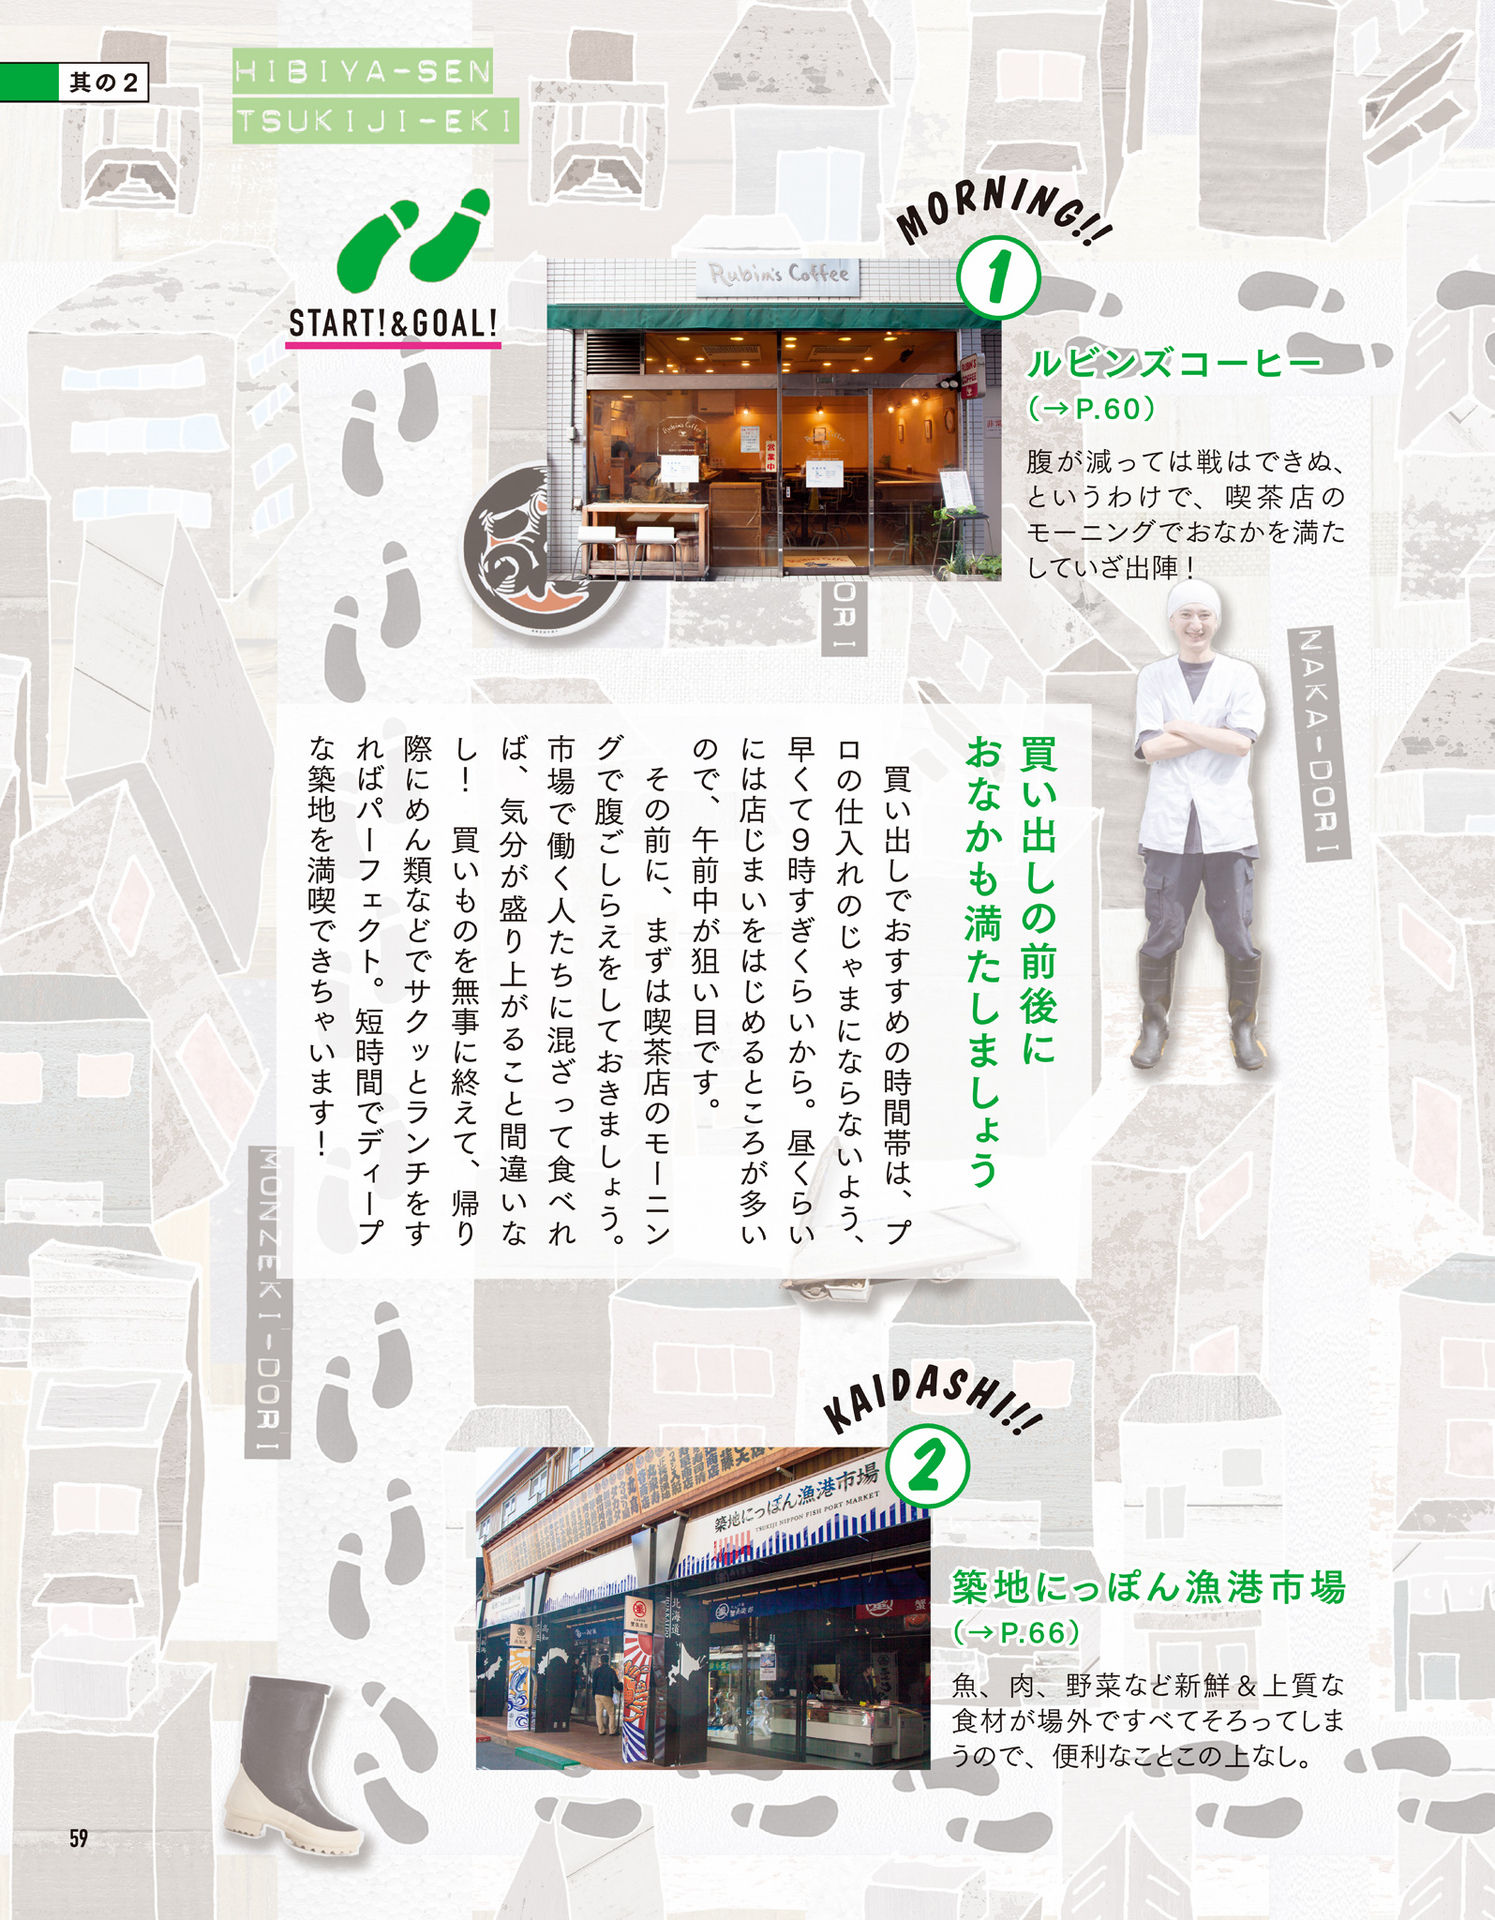 其の2
HIBIYA-SEN
TSUKIJI-EKI
START!&GOAL!
MORNING!!
1
Rubin's Coffee
営業中
ルビンズコーヒー
(→P.60)
腹が減っては戦はできぬ、
というわけで、喫茶店の
モーニングでおなかを満た
していざ出陣!
DORI
NAKA-DORI
買い出しの前後に
おなかも満たしましょう
買い出しでおすすめの時間帯は、プ
ロの仕入れのじゃまにならないよう、
早くて9時すぎくらいから。昼くらい
には店じまいをはじめるところが多い
ので、午前中が狙い目です。
その前に、まずは喫茶店のモーニン
グで腹ごしらえをしておきましょう。
市場で働く人たちに混ざって食べれ
ば、気分が盛り上がること間違いな
し! 買いものを無事に終えて、帰り
際にめん類などでサクッとランチをす
ればパーフェクト。短時間でディープ
な築地を満喫できちゃいます!
MONZEKI-DORI
KAIDASHI!!
2
築地にっぽん漁港市場
TSUKIJI NIPPON FISH PORT MARKET
北海道
築地にっぽん漁港市場
(→P.66)
魚、肉、野菜など新鮮&上質な
食材が場外ですべてそろってしま
うので、便利なことこの上なし。
59